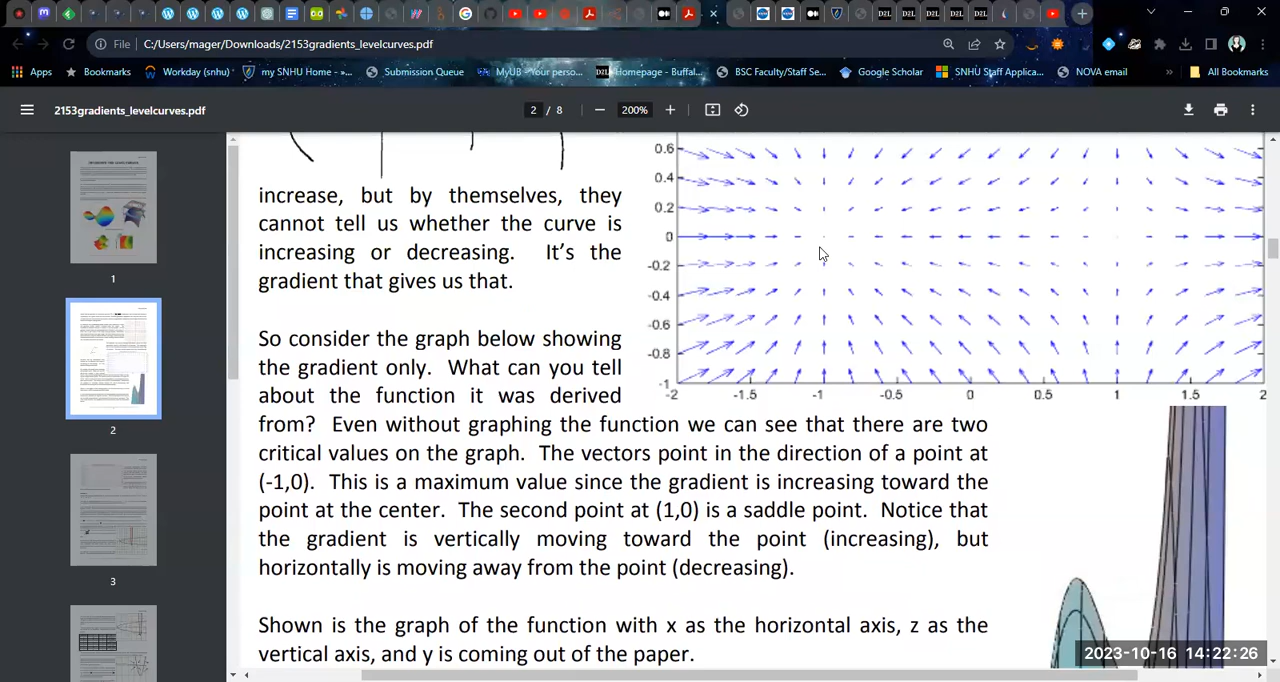 File
C:/Users/mager/Downloads/2153gradients_levelcurves.pdf
Apps
Bookmarks
Workday (snhu)
my SNHU Home - ...
Submission Queue
MyUB - Your perso...
D2L
Homepage - Buffal...
BSC Faculty/Staff Se...
Google Scholar
SNHU Staff Applica...
NOVA email
»
All Bookmarks
2153gradients_levelcurves.pdf
2 / 8
200%
1
2
3
increase, but by themselves, they
cannot tell us whether the curve is
increasing or decreasing. It's the
gradient that gives us that.
So consider the graph below showing
the gradient only. What can you tell
about the function it was derived
from? Even without graphing the function we can see that there are two
critical values on the graph. The vectors point in the direction of a point at
(-1,0). This is a maximum value since the gradient is increasing toward the
point at the center. The second point at (1,0) is a saddle point. Notice that
the gradient is vertically moving toward the point (increasing), but
horizontally is moving away from the point (decreasing).
Shown is the graph of the function with x as the horizontal axis, z as the
vertical axis, and y is coming out of the paper.
0.6
0.4
0.2
0
-0.2
-0.4
-0.6
-0.8
-1
-2 -1.5 -1 -0.5 0 0.5 1 1.5 2
2023-10-16 14:22:26